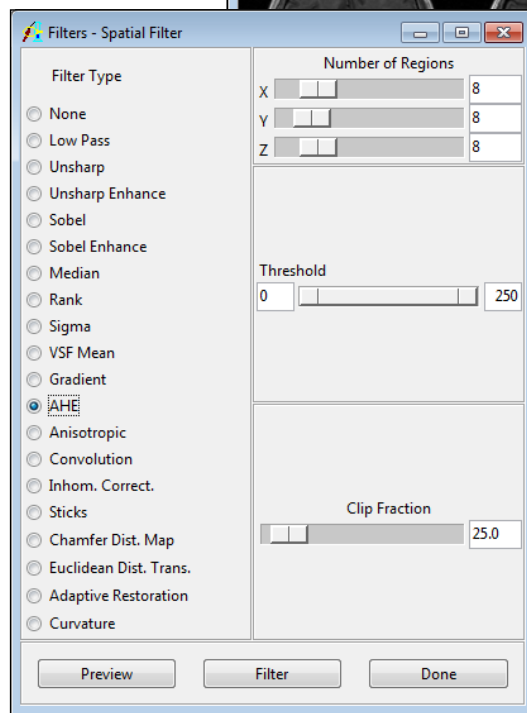 Filters - Spatial Filter
Filter Type
None
Low Pass
Unsharp
Unsharp Enhance
Sobel
Sobel Enhance
Median
Rank
Sigma
VSF Mean
Gradient
AHE
Anisotropic
Convolution
Inhom. Correct.
Sticks
Chamfer Dist. Map
Euclidean Dist. Trans.
Adaptive Restoration
Curvature
Number of Regions
X 8
Y 8
Z 8
Threshold
0 250
Clip Fraction
25.0
Preview Filter Done